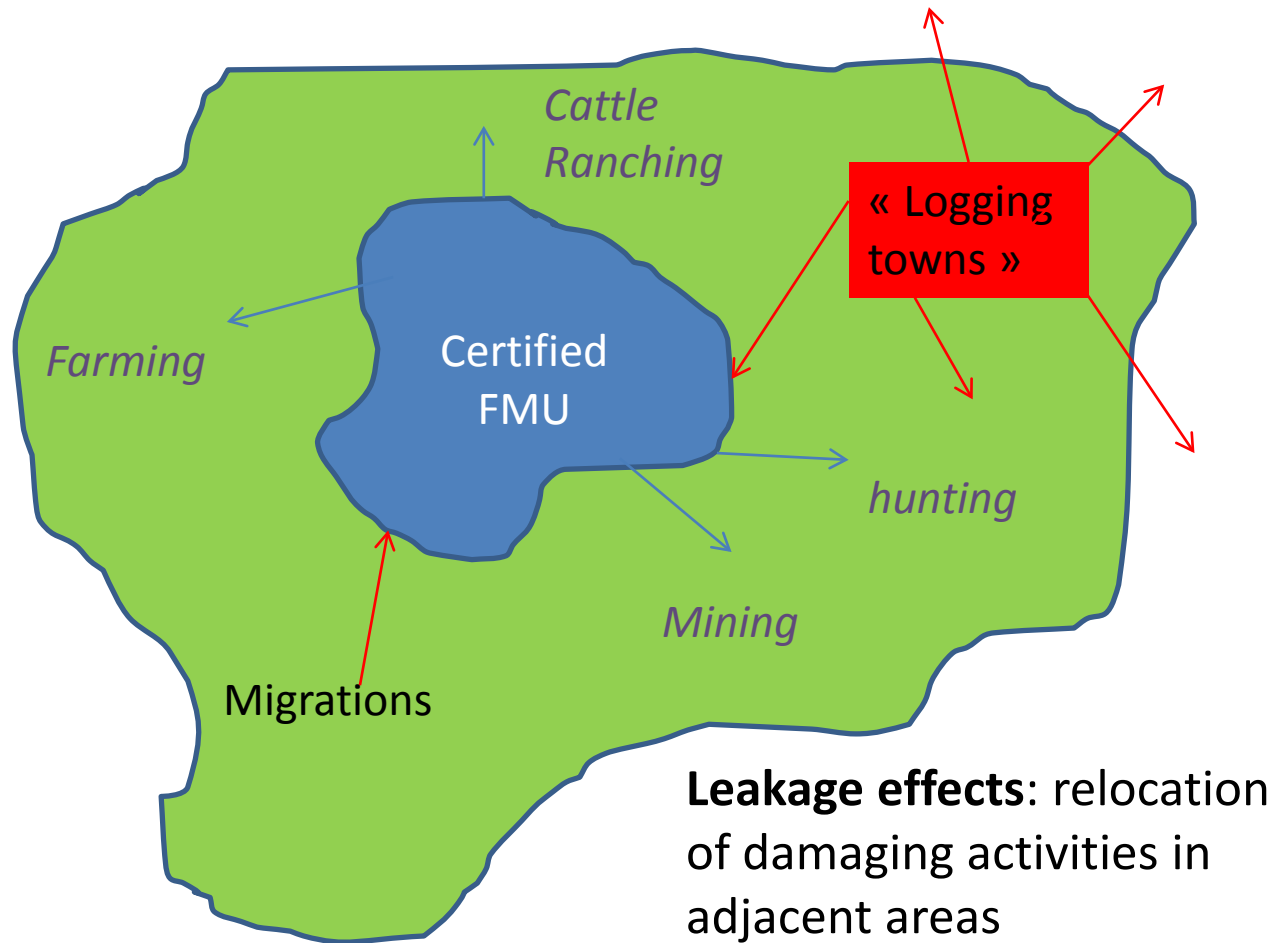 Cattle
Ranching
« Logging
towns »
Certified
FMU
Farming
hunting
Mining
Migrations
Leakage effects: relocation
of damaging activities in
adjacent areas